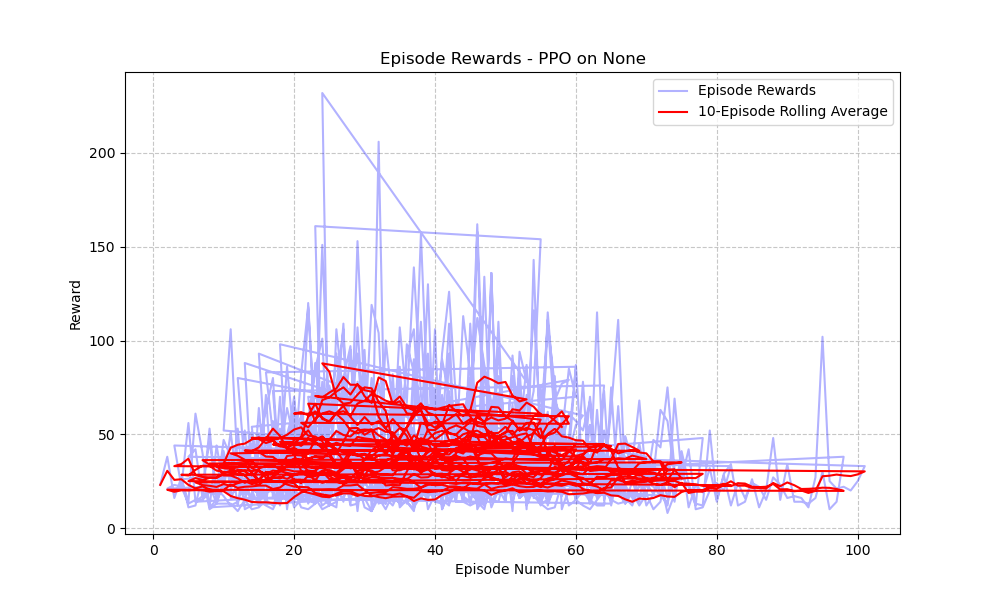 Episode Rewards - PPO on None
Episode Rewards
10-Episode Rolling Average
Reward
200
150
100
50
0
0 20 40 60 80 100
Episode Number